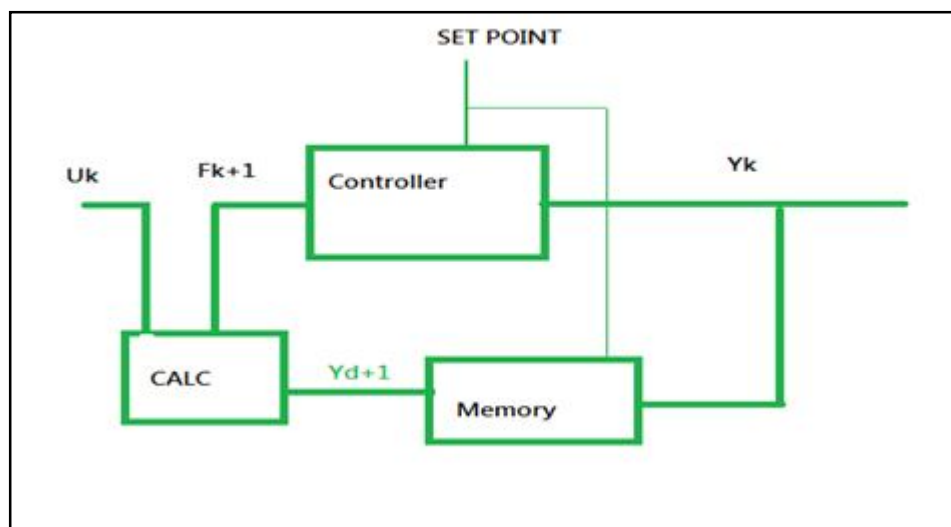 SET POINT
Uk
Fk+1
Controller
Yk
CALC
Yd+1
Memory